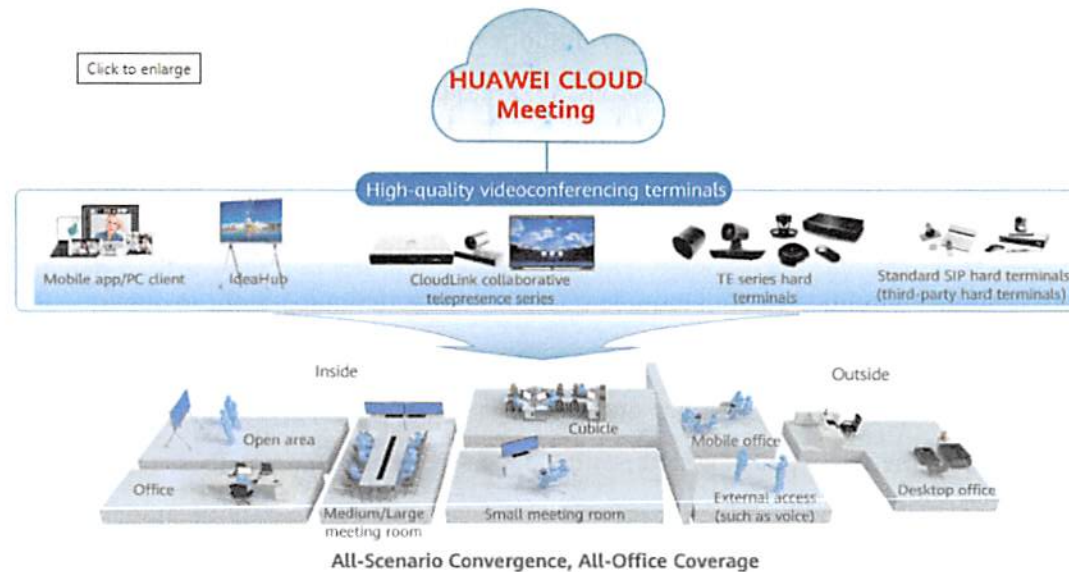 Click to enlarge
HUAWEI CLOUD
Meeting
High-quality videoconferencing terminals
Mobile app/PC client
IdeaHub
CloudLink collaborative
telepresence series
TE series hard
terminals
Standard SIP hard terminals
(third-party hard terminals)
Inside
Outside
Open area
Cubicle
Mobile office
Office
Medium/Large
meeting room
Small meeting room
External access
(such as voice)
Desktop office
All-Scenario Convergence, All-Office Coverage